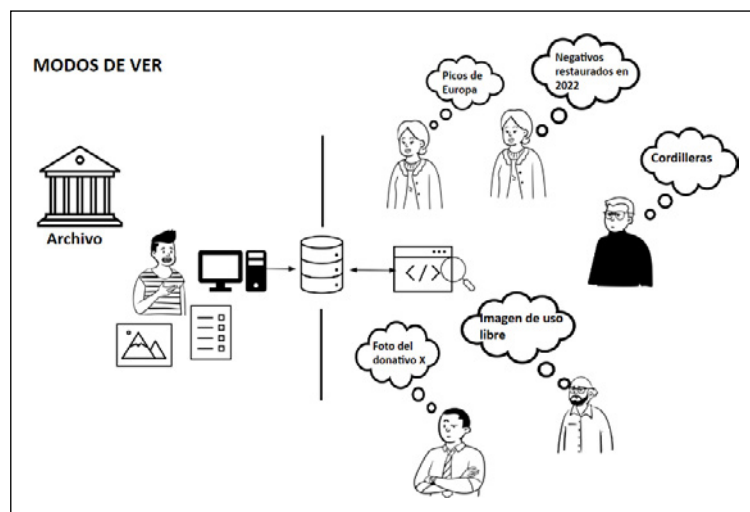 MODOS DE VER
Archivo
Picos de
Europa
Negativos
restaurados en
2022
Cordilleras
</>
Imagen de uso
libre
Foto del
donativo X